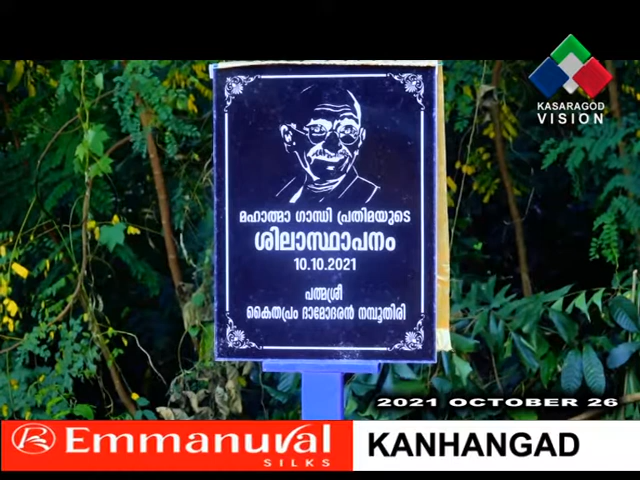 KASARAGOD
VISION
മഹാത്മാ ഗാന്ധി പ്രതിമയുടെ
ശിലാസ്ഥാപനം
10.10.2021
പത്മശ്രീ
കൈതപ്രം ദാമോദരൻ നമ്പൂതിരി
2021 OCTOBER 26
Emmanuval
SILKS
KANHANGAD